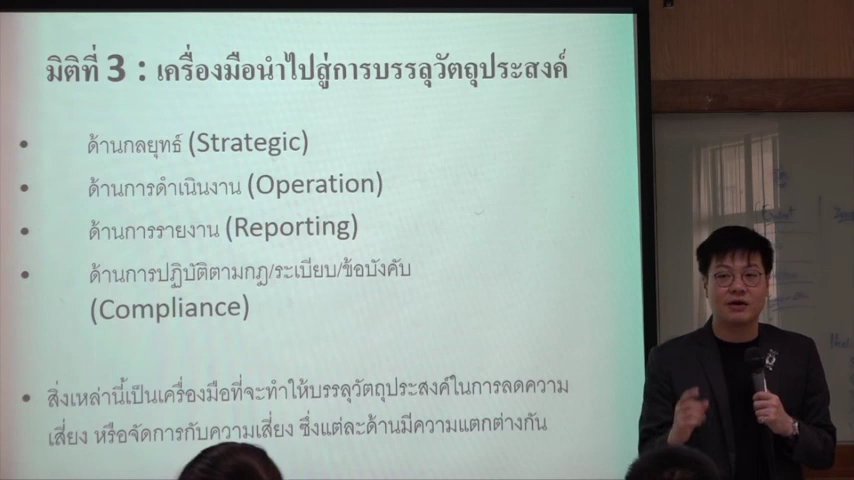 มิติที่ 3 : เครื่องมือนำไปสู่การบรรลุวัตถุประสงค์
• ด้านกลยุทธ์ (Strategic)
• ด้านการดำเนินงาน (Operation)
• ด้านการรายงาน (Reporting)
• ด้านการปฏิบัติตามกฎ/ระเบียบ/ข้อบังคับ
(Compliance)
• สิ่งเหล่านี้เป็นเครื่องมือที่จะทำให้บรรลุวัตถุประสงค์ในการลดความ
เสี่ยง หรือจัดการกับความเสี่ยง ซึ่งแต่ละด้านมีความแตกต่างกัน